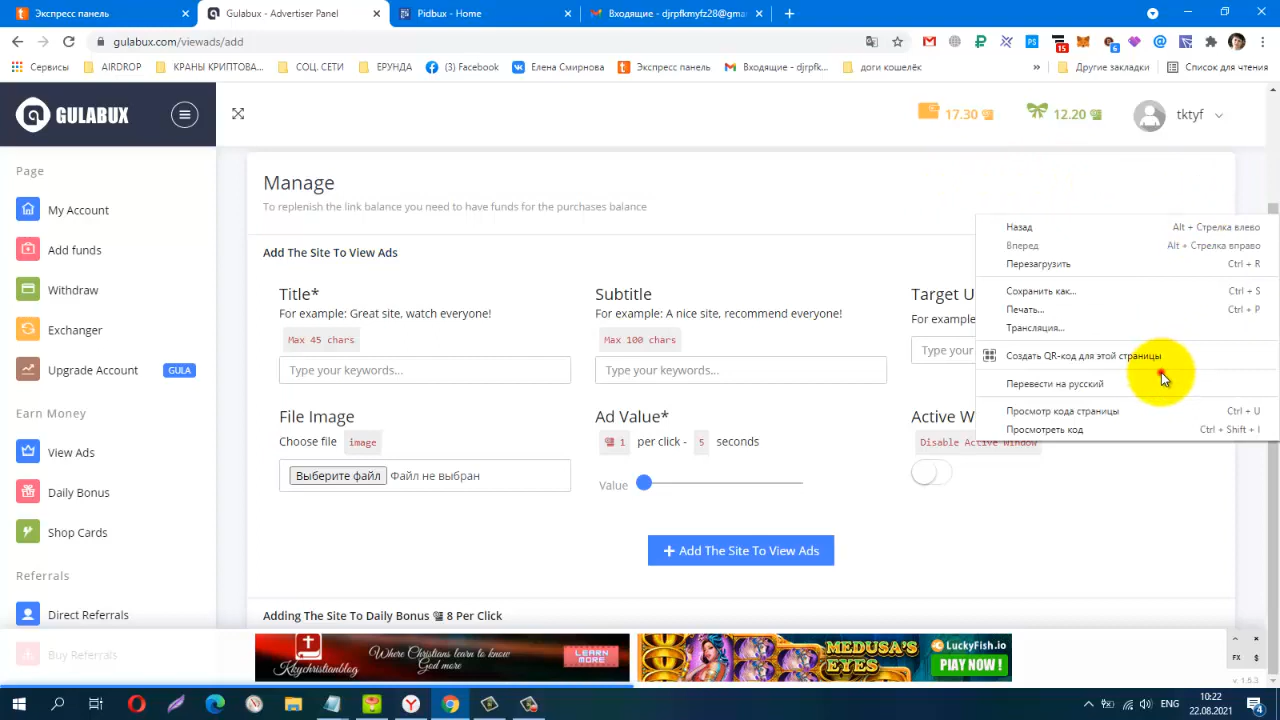 Экспресс панель
Gulabux - Advertiser Panel
Pidbux - Home
Входящие - djrpfkmyfz28@gma
gulabux.com/viewads/add
Сервисы
AIRDROP
КРАНЫ КРИПТОВА...
СОЦ. СЕТИ
ЕРУНДА
(3) Facebook
Елена Смирнова
Экспресс панель
Входящие - djrpfk...
доги кошелёк
Другие закладки
Список для чтения
GULABUX
17.30
12.20
tktyf
Page
My Account
Add funds
Withdraw
Exchanger
Upgrade Account GULA
Earn Money
View Ads
Daily Bonus
Shop Cards
Referrals
Direct Referrals
Buy Referrals
Manage
To replenish the link balance you need to have funds for the purchases balance
Add The Site To View Ads
Title*
For example: Great site, watch everyone!
Max 45 chars
Type your keywords...
Subtitle
For example: A nice site, recommend everyone!
Max 100 chars
Type your keywords...
Target U
For example
Type your
File Image
Choose file image
Выберите файл Файл не выбран
Ad Value*
1 per click - 5 seconds
Value
Active W
Disable Active Window
Add The Site To View Ads
Adding The Site To Daily Bonus 8 Per Click
Назад Alt + Стрелка влево
Вперед Alt + Стрелка вправо
Перезагрузить Ctrl + R
Сохранить как... Ctrl + S
Печать... Ctrl + P
Трансляция...
Создать QR-код для этой страницы
Перевести на русский
Просмотр кода страницы Ctrl + U
Просмотреть код Ctrl + Shift + I
Kkychristianblog
Where Christians learn to know
God more
LEARN
MORE
MEDUSA'S
EYES
LuckyFish.io
PLAY NOW !
FX $
v. 1.5.3
ENG
10:22
22.08.2021
4